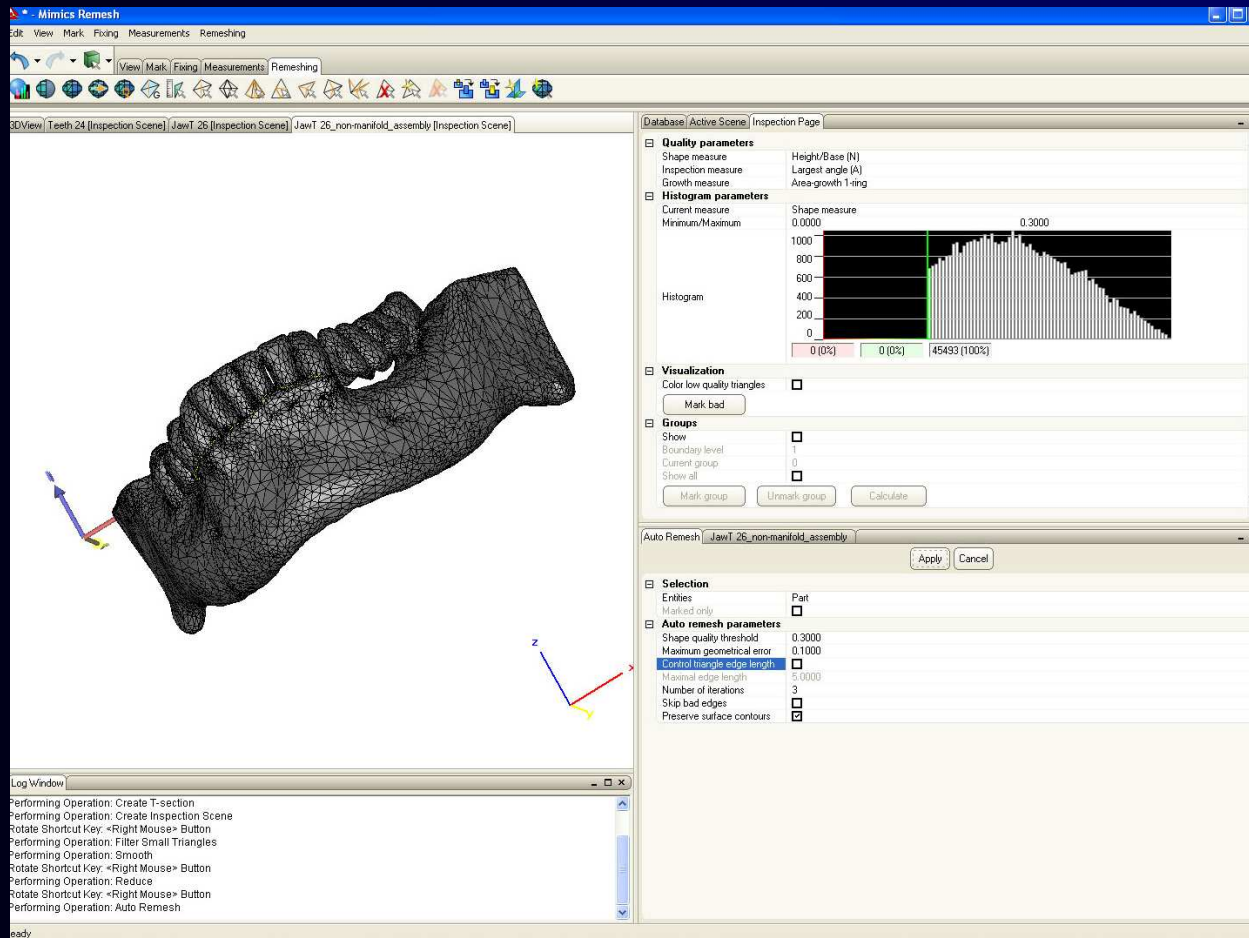 * - Mimics Remesh
Edit View Mark Fixing Measurements Remeshing
View Mark Fixing Measurements Remeshing
3DView Teeth 24 [Inspection Scene] JawT 26 [Inspection Scene] JawT 26_non-manifold_assembly [Inspection Scene]
z
x
y
Log Window
Performing Operation: Create T-section
Performing Operation: Create Inspection Scene
Rotate Shortcut Key: <Right Mouse> Button
Performing Operation: Filter Small Triangles
Performing Operation: Smooth
Rotate Shortcut Key: <Right Mouse> Button
Performing Operation: Reduce
Rotate Shortcut Key: <Right Mouse> Button
Performing Operation: Auto Remesh
Database Active Scene Inspection Page
Quality parameters
Shape measure Height/Base (N)
Inspection measure Largest angle (A)
Growth measure Area-growth 1-ring
Histogram parameters
Current measure Shape measure
Minimum/Maximum 0.0000 0.3000
Histogram
1000
800
600
400
200
0
0 (0%) 0 (0%) 45493 (100%)
Visualization
Color low quality triangles
Mark bad
Groups
Show
Boundary level 1
Current group 0
Show all
Mark group Unmark group Calculate
Auto Remesh JawT 26_non-manifold_assembly
Apply Cancel
Selection
Entities Part
Marked only
Auto remesh parameters
Shape quality threshold 0.3000
Maximum geometrical error 0.1000
Control triangle edge length
Maximal edge length 5.0000
Number of iterations 3
Skip bad edges
Preserve surface contours
eady